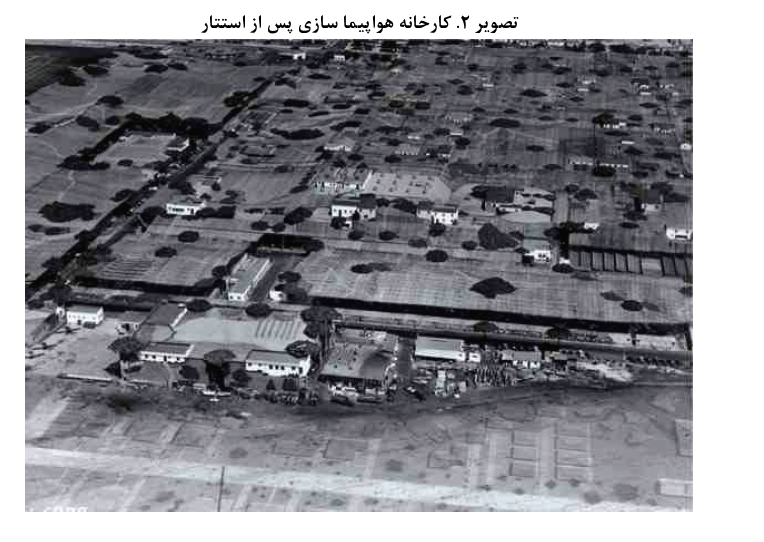 تصویر ۲. کارخانه هواپیما سازی پس از استتار